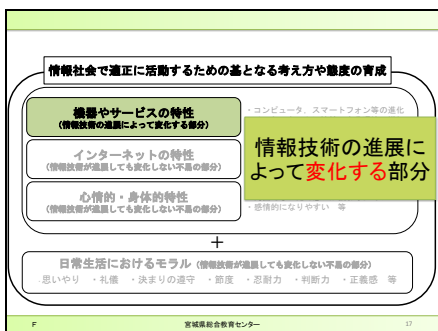 情報社会で適正に活動するための基となる考え方や態度の育成
機器やサービスの特性
(情報技術の進展によって変化する部分)
・コンピュータ、スマートフォン等の進化
インターネットの特性
(情報技術が進展しても変化しない不易の部分)
情報技術の進展に
よって変化する部分
心情的・身体的特性
(情報技術が進展しても変化しない不易の部分)
・感情的になりやすい 等
+
日常生活におけるモラル (情報技術が進展しても変化しない不易の部分)
・思いやり ・礼儀 ・決まりの遵守 ・節度 ・忍耐力 ・判断力 ・正義感 等
F
宮城県総合教育センター
17